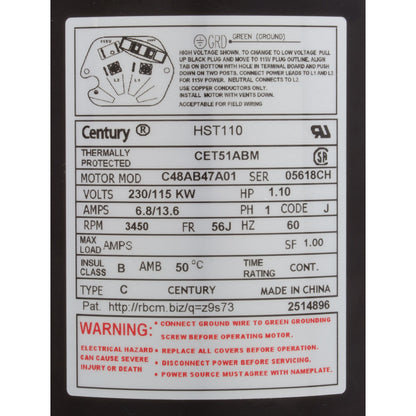 GRD GREEN (GROUND)
HIGH VOLTAGE SHOWN. TO CHANGE TO LOW VOLTAGE PULL
UP BLACK PLUG AND MOVE TO 115V PLUG OUTLINE, ALIGN
TAB ON BOTTOM WITH HOLE IN TERMINAL BOARD AND PUSH
DOWN ON TWO POSTS, CONNECT POWER LEADS TO L1 AND L2
FOR 115V POWER. NEUTRAL CONNECTS TO L2.
USE COPPER CONDUCTORS ONLY.
INSTALL MOTOR WITH VENTS DOWN.
ACCEPTABLE FOR FIELD WIRING
L2 L1
Century ® HST110
THERMALLY PROTECTED CET51ABM
MOTOR MOD C48AB47A01 SER 05618CH
VOLTS 230/115 KW HP 1.10
AMPS 6.8/13.6 PH 1 CODE J
RPM 3450 FR 56J HZ 60
MAX LOAD AMPS SF 1.00
INSUL CLASS B AMB 50 °C TIME RATING CONT.
TYPE C CENTURY MADE IN CHINA
Pat. http://rbcm.biz/q=z9s73 2514896
WARNING:
ELECTRICAL HAZARD
CAN CAUSE SEVERE
INJURY OR DEATH
• CONNECT GROUND WIRE TO GREEN GROUNDING
SCREW BEFORE OPERATING MOTOR.
• REPLACE ALL COVERS BEFORE OPERATION.
• DISCONNECT POWER BEFORE SERVICING.
• POWER SOURCE MUST AGREE WITH NAMEPLATE.